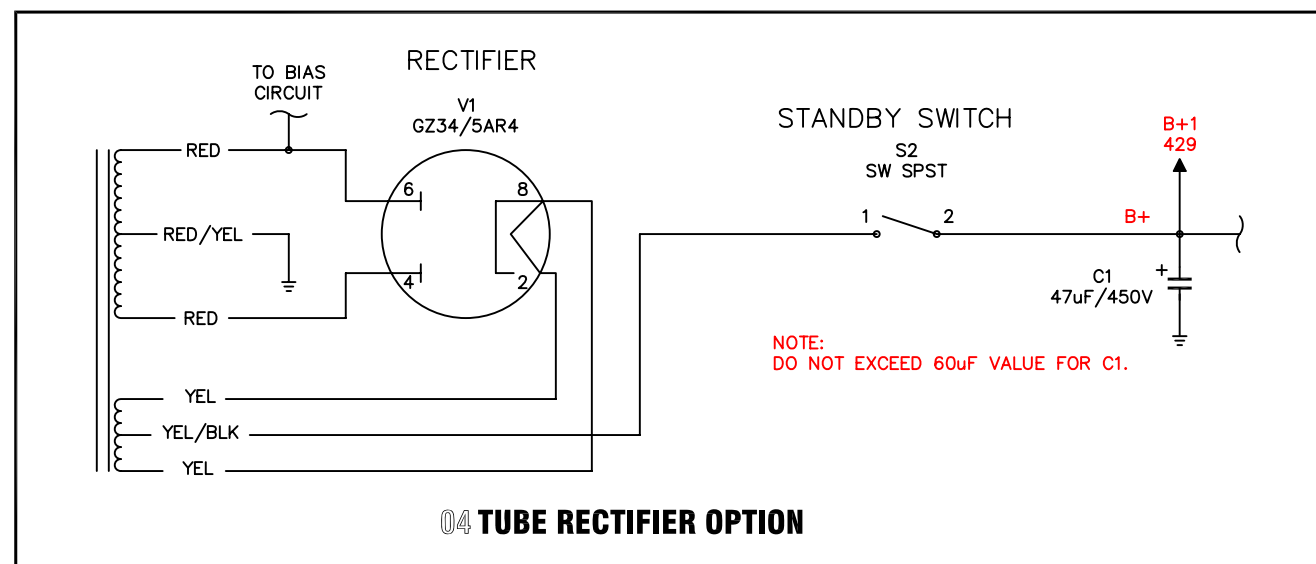 RECTIFIER
TO BIAS
CIRCUIT
V1
GZ34/5AR4
STANDBY SWITCH
S2
SW SPST
B+1
429
RED
6
8
RED/YEL
1
2
B+
4
2
RED
+
C1
47uF/450V
NOTE:
DO NOT EXCEED 60uF VALUE FOR C1.
YEL
YEL/BLK
YEL
04 TUBE RECTIFIER OPTION